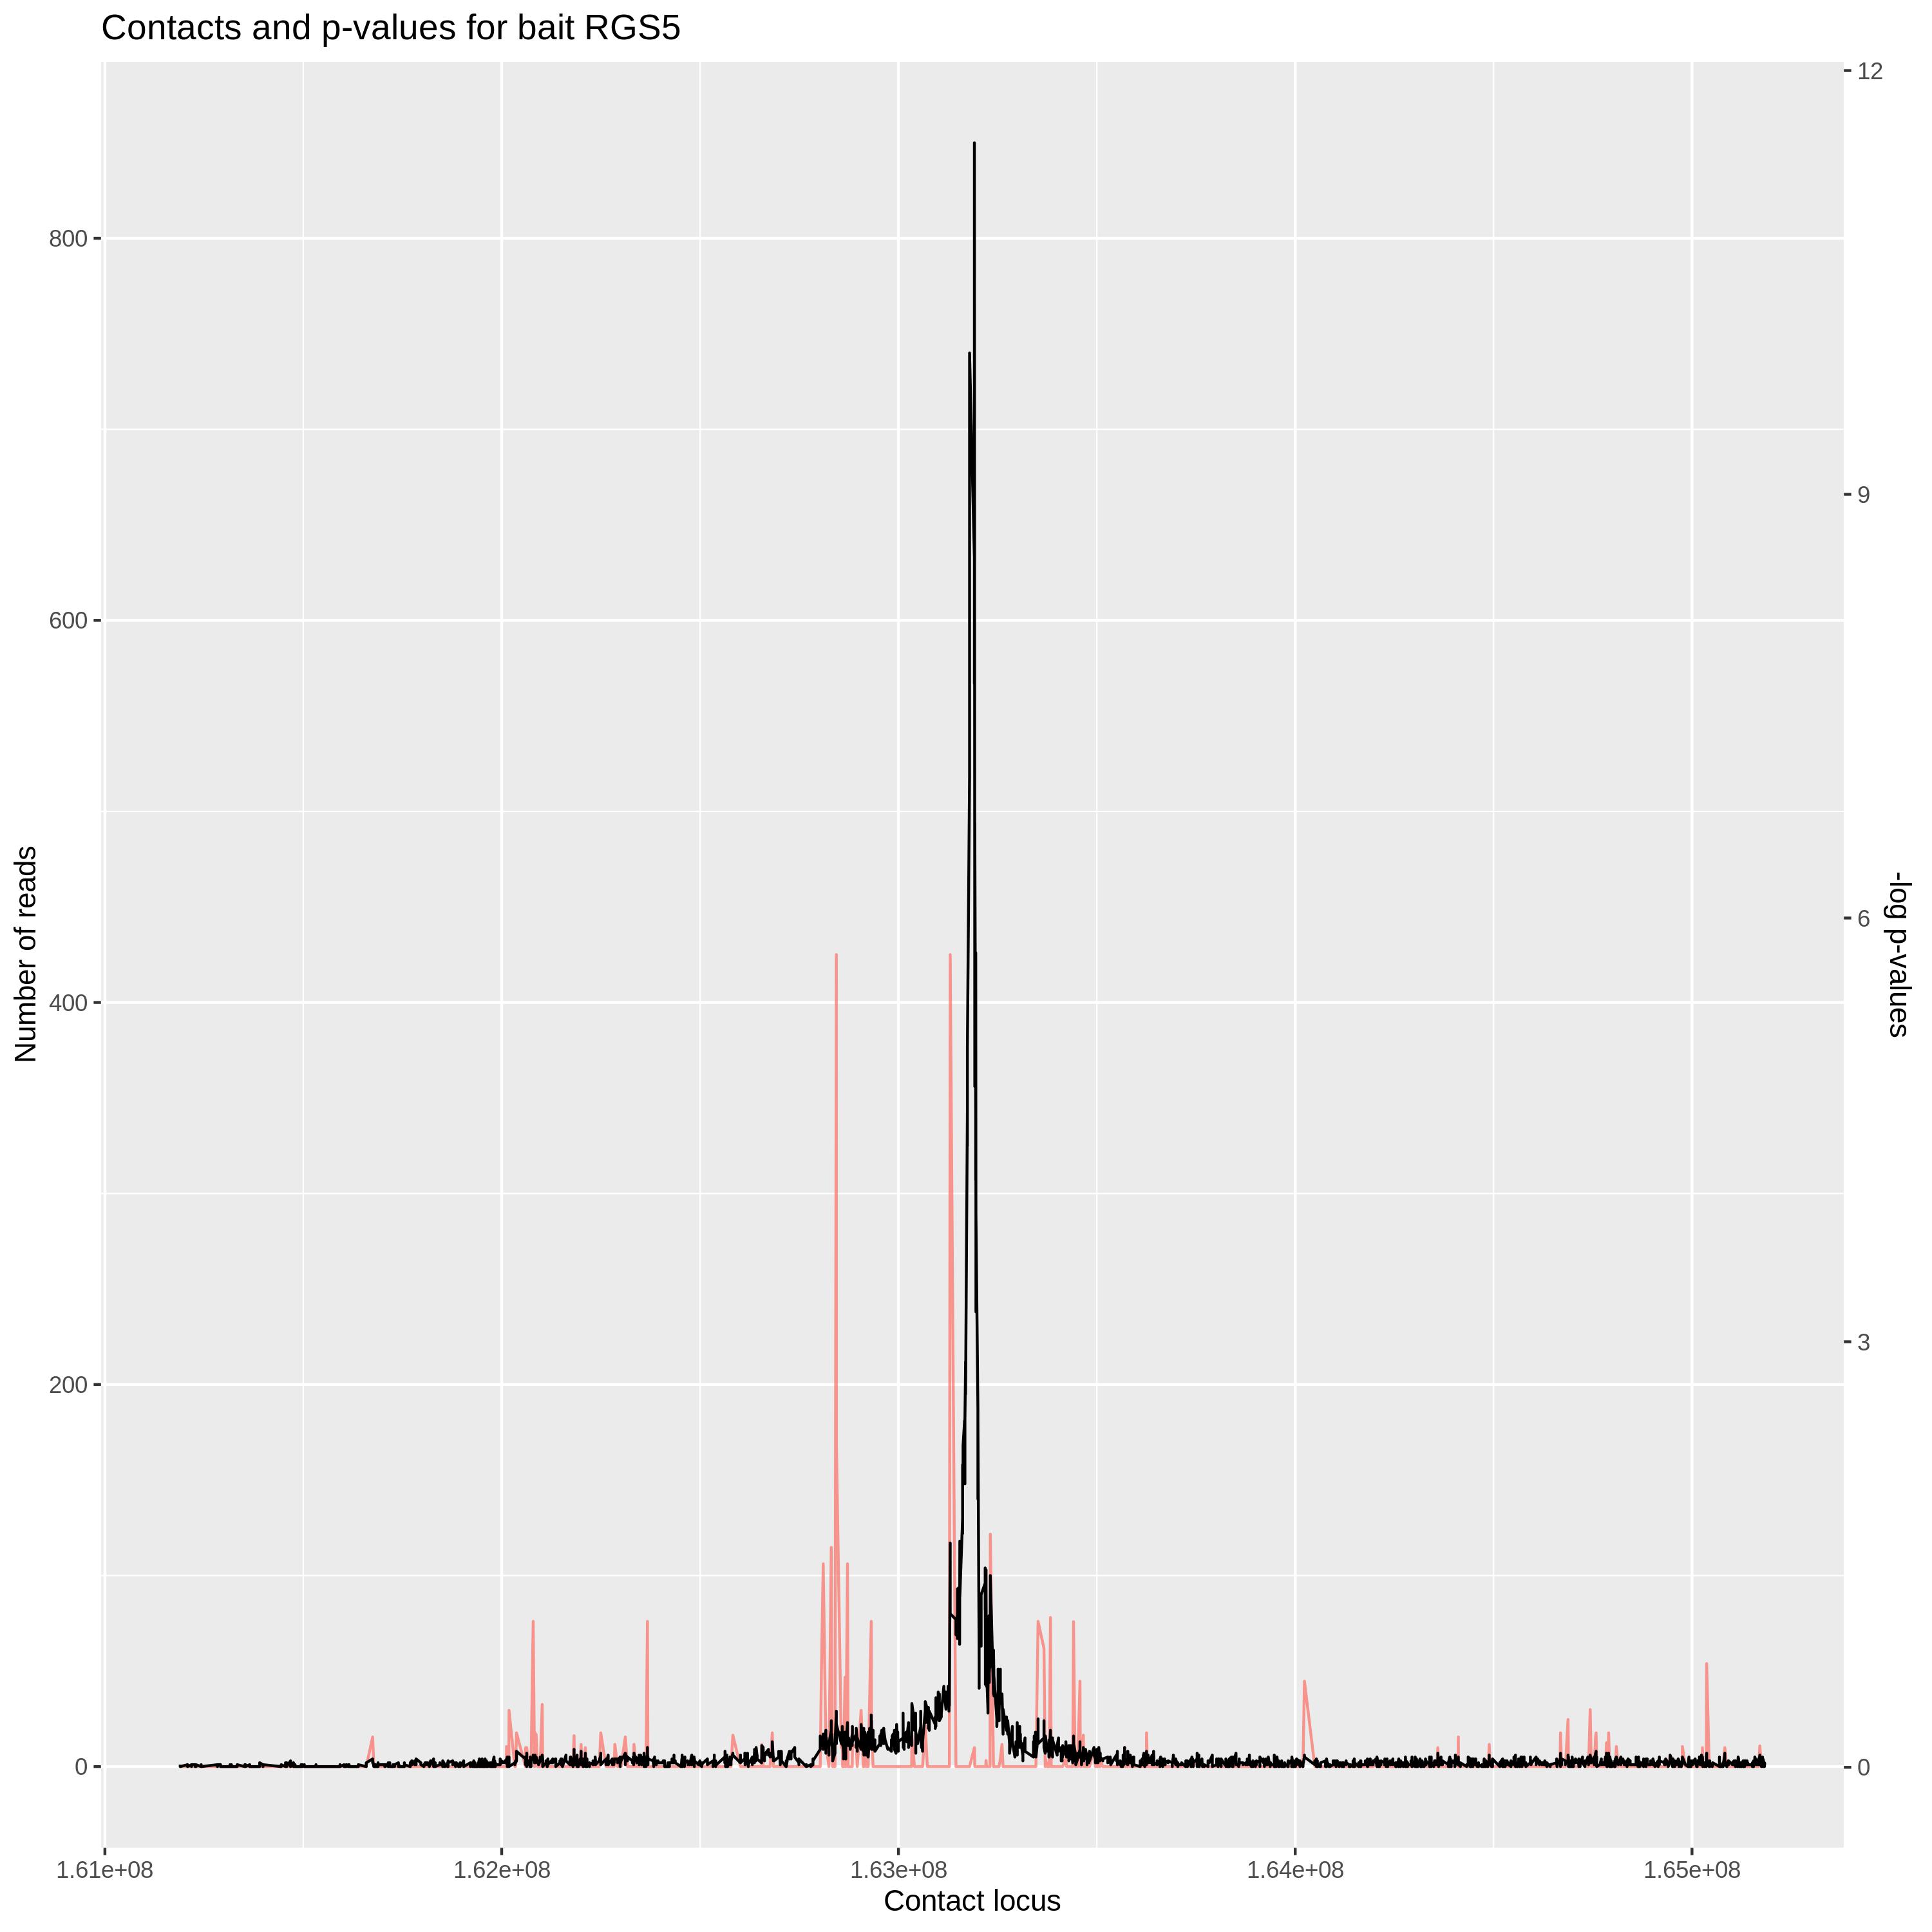 Contacts and p-values for bait RGS5
12
800
9
600
6
400
3
200
0
0
Number of reads
-log p-values
1.61e+08
1.62e+08
1.63e+08
1.64e+08
1.65e+08
Contact locus